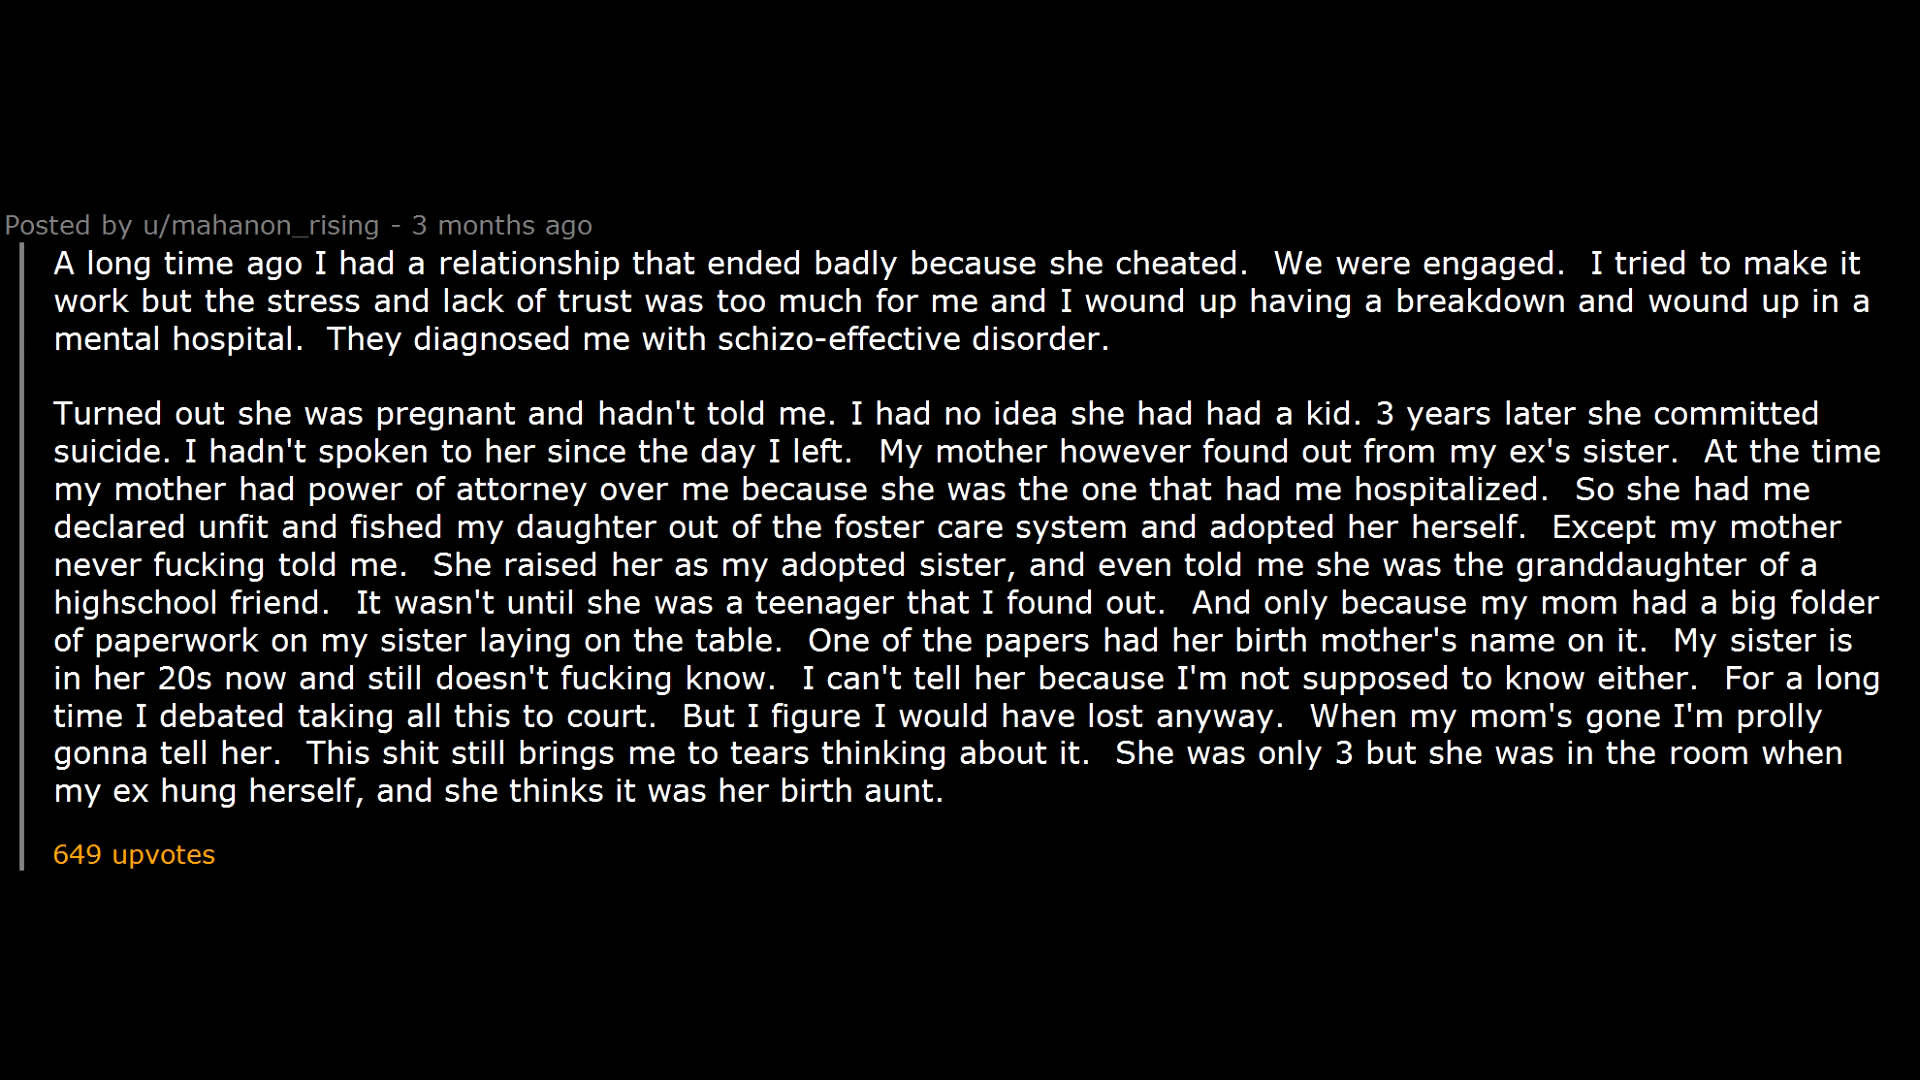 Posted by u/mahanon_rising - 3 months ago
A long time ago I had a relationship that ended badly because she cheated.  We were engaged.  I tried to make it
work but the stress and lack of trust was too much for me and I wound up having a breakdown and wound up in a
mental hospital.  They diagnosed me with schizo-effective disorder.
Turned out she was pregnant and hadn't told me. I had no idea she had had a kid. 3 years later she committed
suicide. I hadn't spoken to her since the day I left.  My mother however found out from my ex's sister.  At the time
my mother had power of attorney over me because she was the one that had me hospitalized.  So she had me
declared unfit and fished my daughter out of the foster care system and adopted her herself.  Except my mother
never fucking told me.  She raised her as my adopted sister, and even told me she was the granddaughter of a
highschool friend.  It wasn't until she was a teenager that I found out.  And only because my mom had a big folder
of paperwork on my sister laying on the table.  One of the papers had her birth mother's name on it.  My sister is
in her 20s now and still doesn't fucking know.  I can't tell her because I'm not supposed to know either.  For a long
time I debated taking all this to court.  But I figure I would have lost anyway.  When my mom's gone I'm prolly
gonna tell her.  This shit still brings me to tears thinking about it.  She was only 3 but she was in the room when
my ex hung herself, and she thinks it was her birth aunt.
649 upvotes